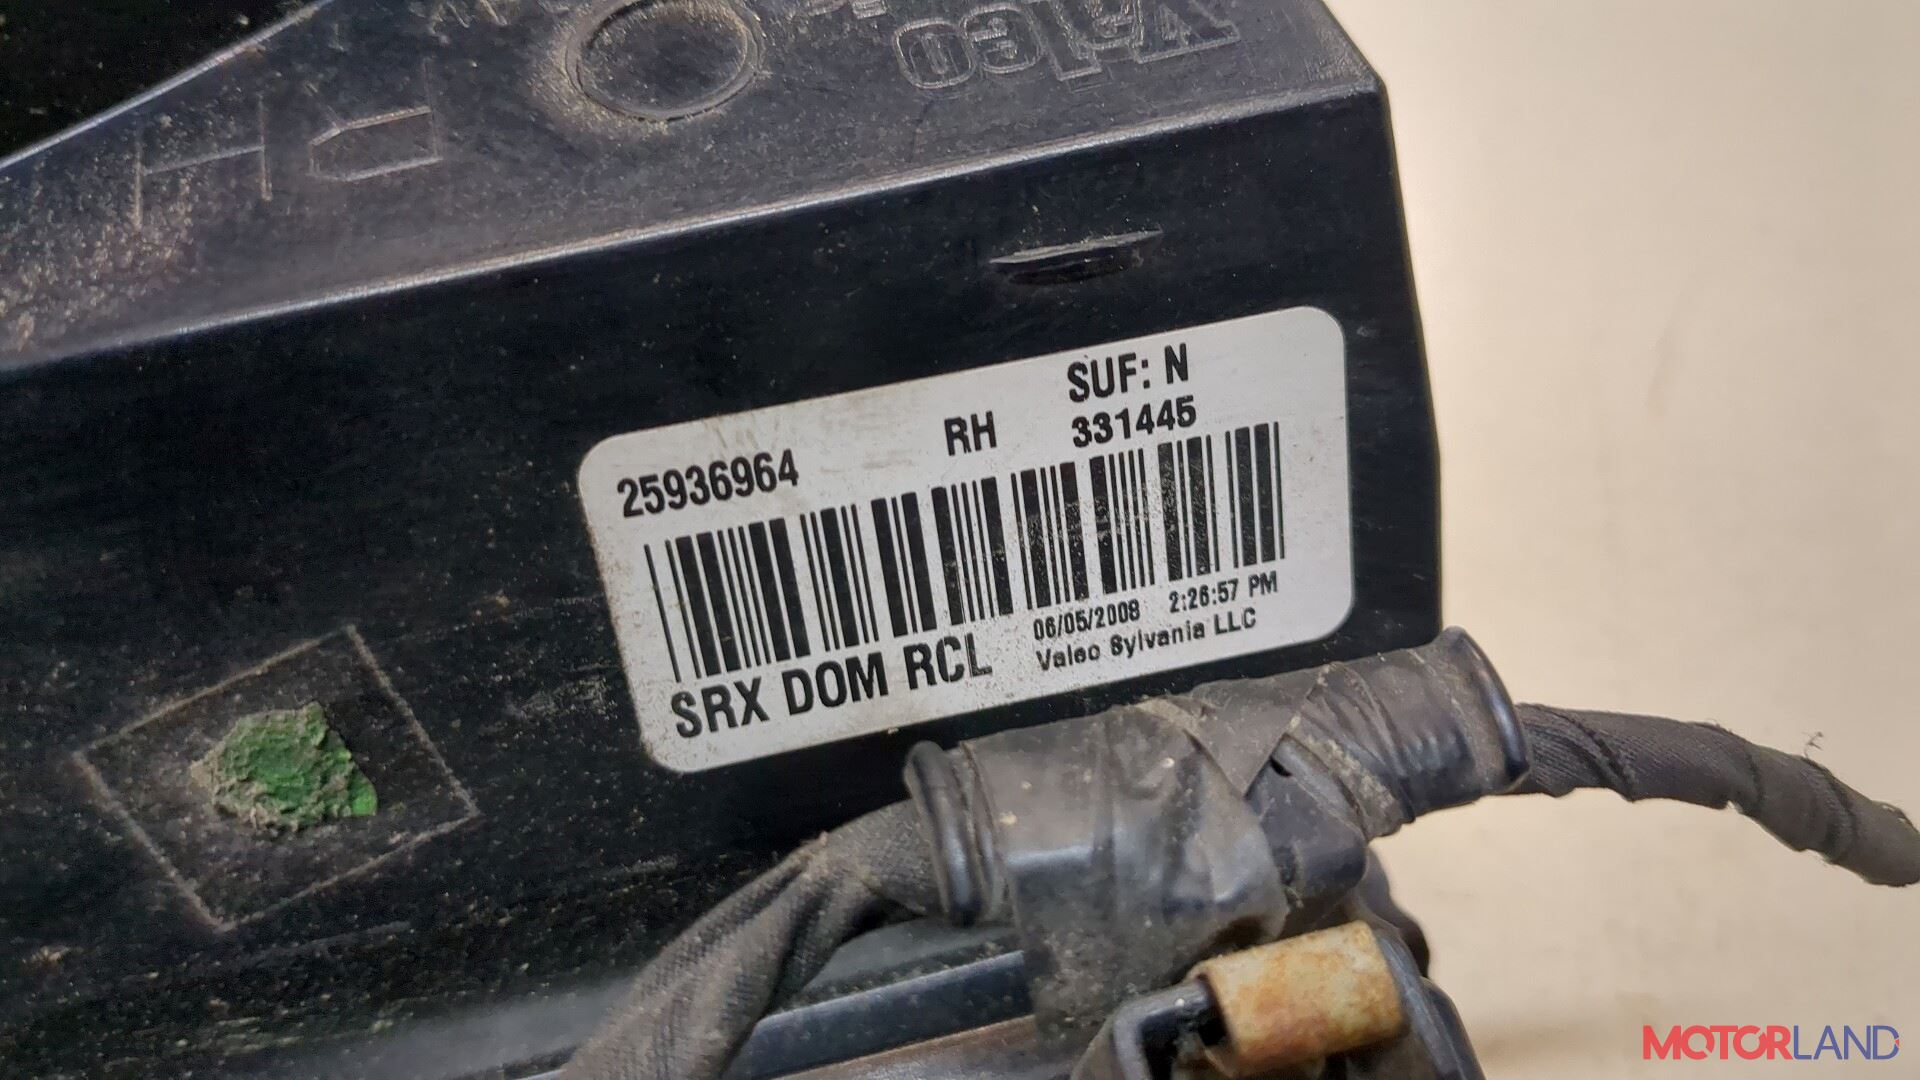 Valeo
RH
SUF: N
25936964 RH 331445
06/05/2008 2:26:57 PM
SRX DOM RCL Valeo Sylvania LLC
MOTORLAND